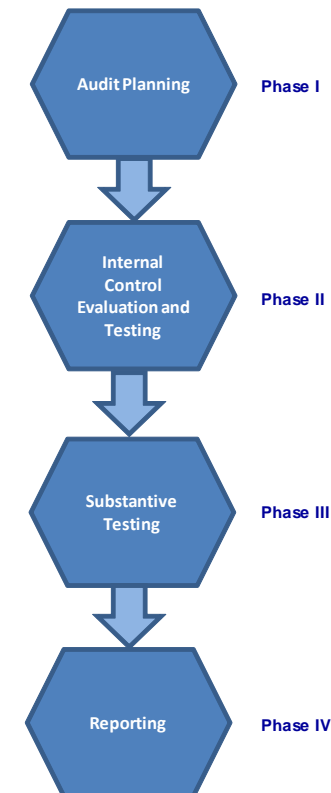 Audit Planning
Phase I
Internal
Control
Evaluation and
Testing
Phase II
Substantive
Testing
Phase III
Reporting
Phase IV